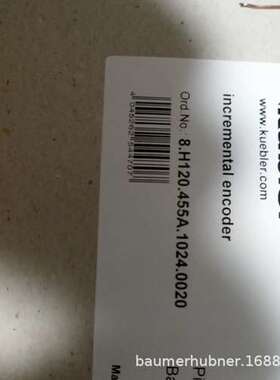 www.kuebler.com
incremental encoder
Ord.No.: 8.H120.455A.1024.0020
baumerhubner.1688